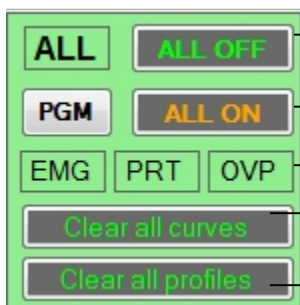 ALL ALL OFF
PGM ALL ON
EMG PRT OVP
Clear all curves
Clear all profiles